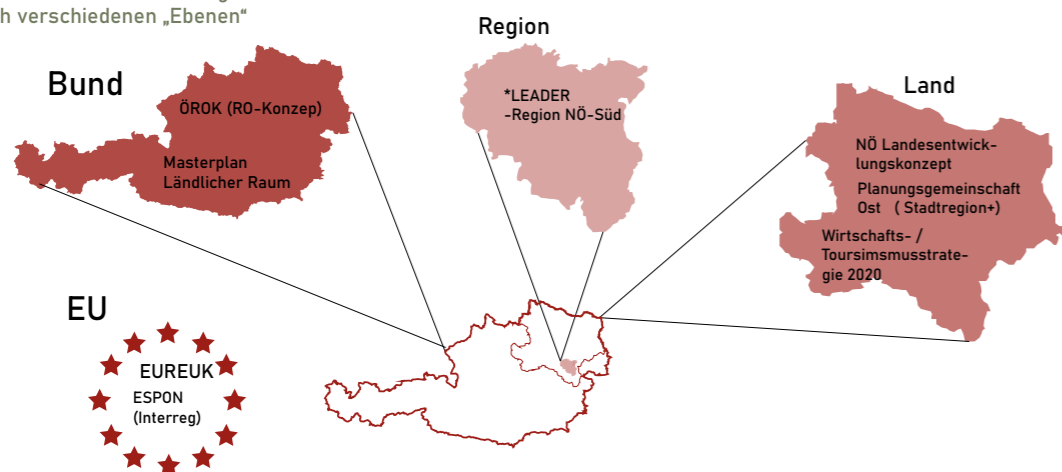 h verschiedenen „Ebenen“
Bund
ÖROK (RO-Konzep)
Masterplan
Ländlicher Raum
Region
*LEADER
-Region NÖ-Süd
Land
NÖ Landesentwick-
lungskonzept
Planungsgemeinschaft
Ost ( Stadtregion+)
Wirtschafts- /
Toursimsmusstrate-
gie 2020
EU
EUREUK
ESPON
(Interreg)